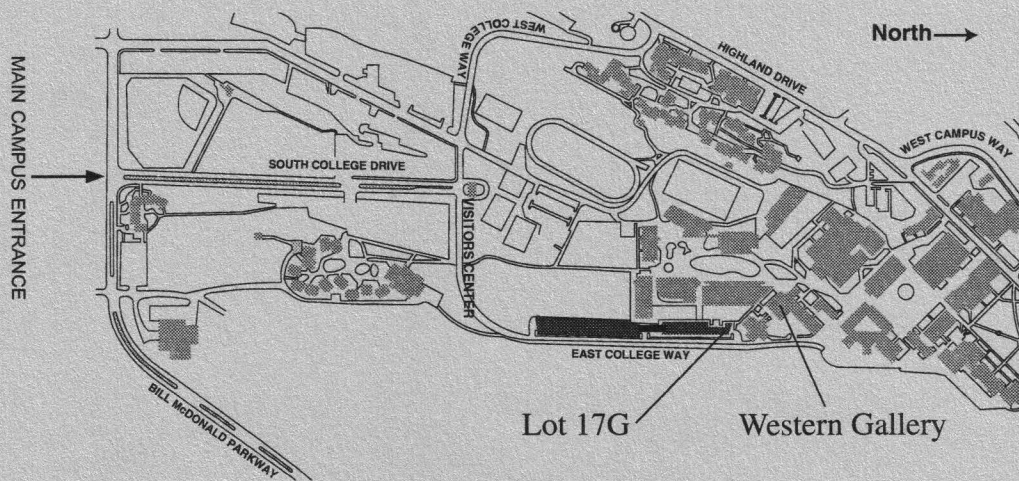 North
WEST COLLEGE WAY
HIGHLAND DRIVE
WEST CAMPUS WAY
MAIN CAMPUS ENTRANCE
SOUTH COLLEGE DRIVE
VISITORS CENTER
EAST COLLEGE WAY
BILL McDONALD PARKWAY
Lot 17G
Western Gallery